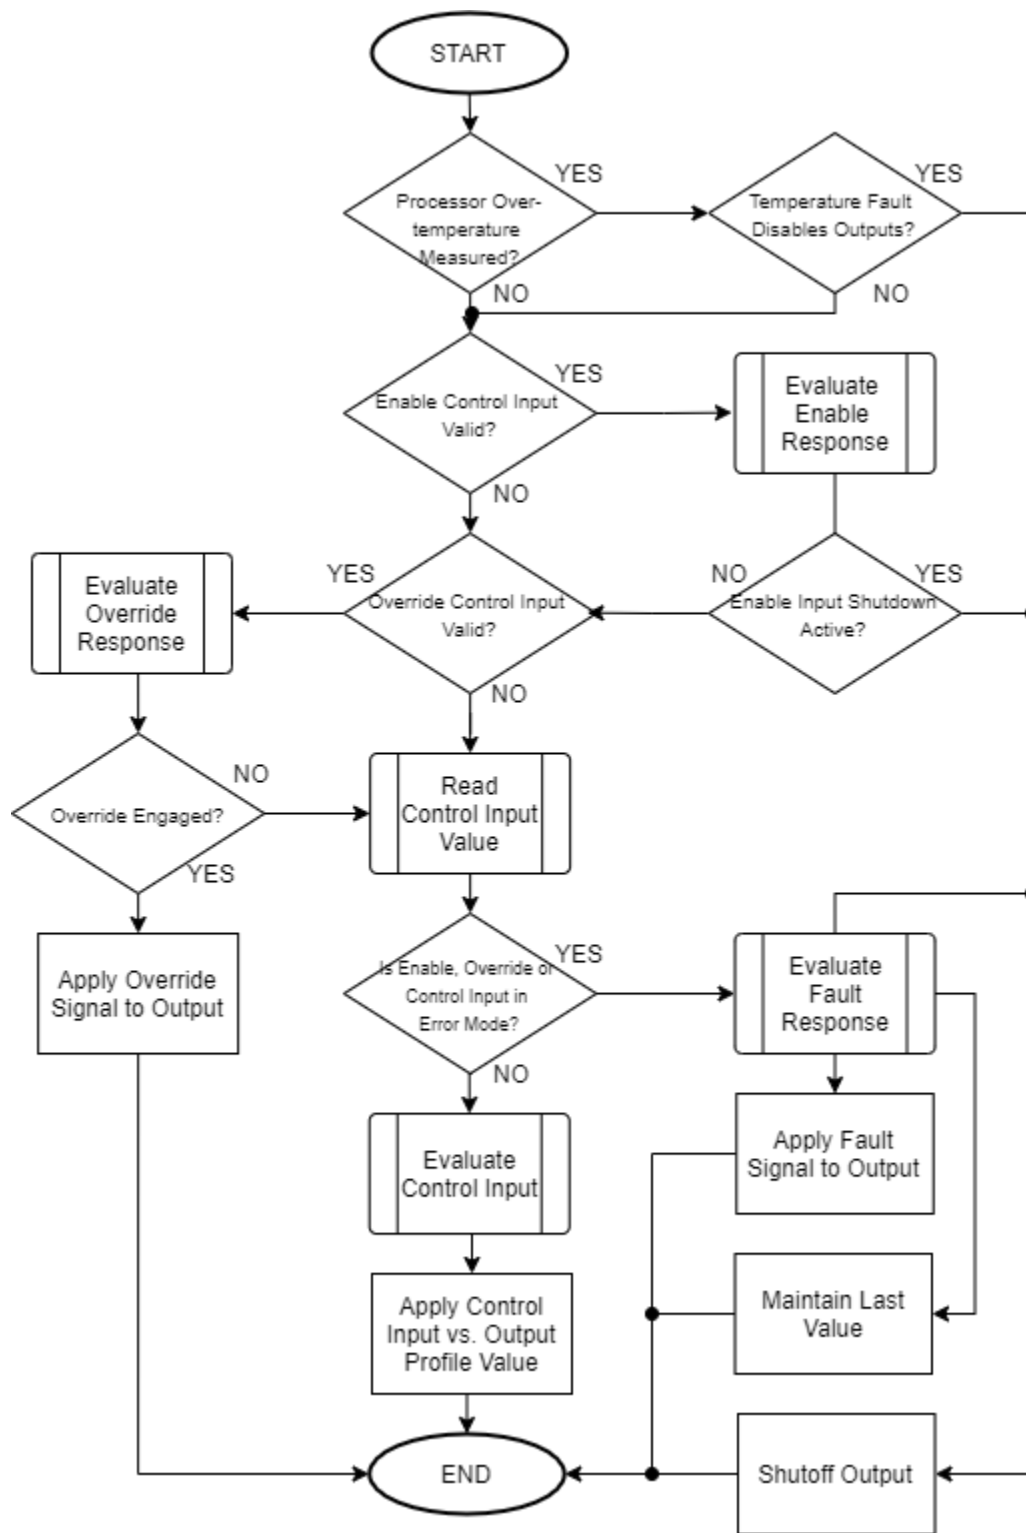 START
YES
Processor Over-
temperature
Measured?
NO
YES
Temperature Fault
Disables Outputs?
NO
YES
Enable Control Input
Valid?
NO
Evaluate
Enable
Response
YES
Override Control Input
Valid?
NO
NO
YES
Enable Input Shutdown
Active?
Evaluate
Override
Response
NO
Override Engaged?
YES
Read
Control Input
Value
Apply Override
Signal to Output
YES
Is Enable, Override or
Control Input in
Error Mode?
NO
Evaluate
Fault
Response
Evaluate
Control Input
Apply Fault
Signal to Output
Apply Control
Input vs. Output
Profile Value
Maintain Last
Value
END
Shutoff Output